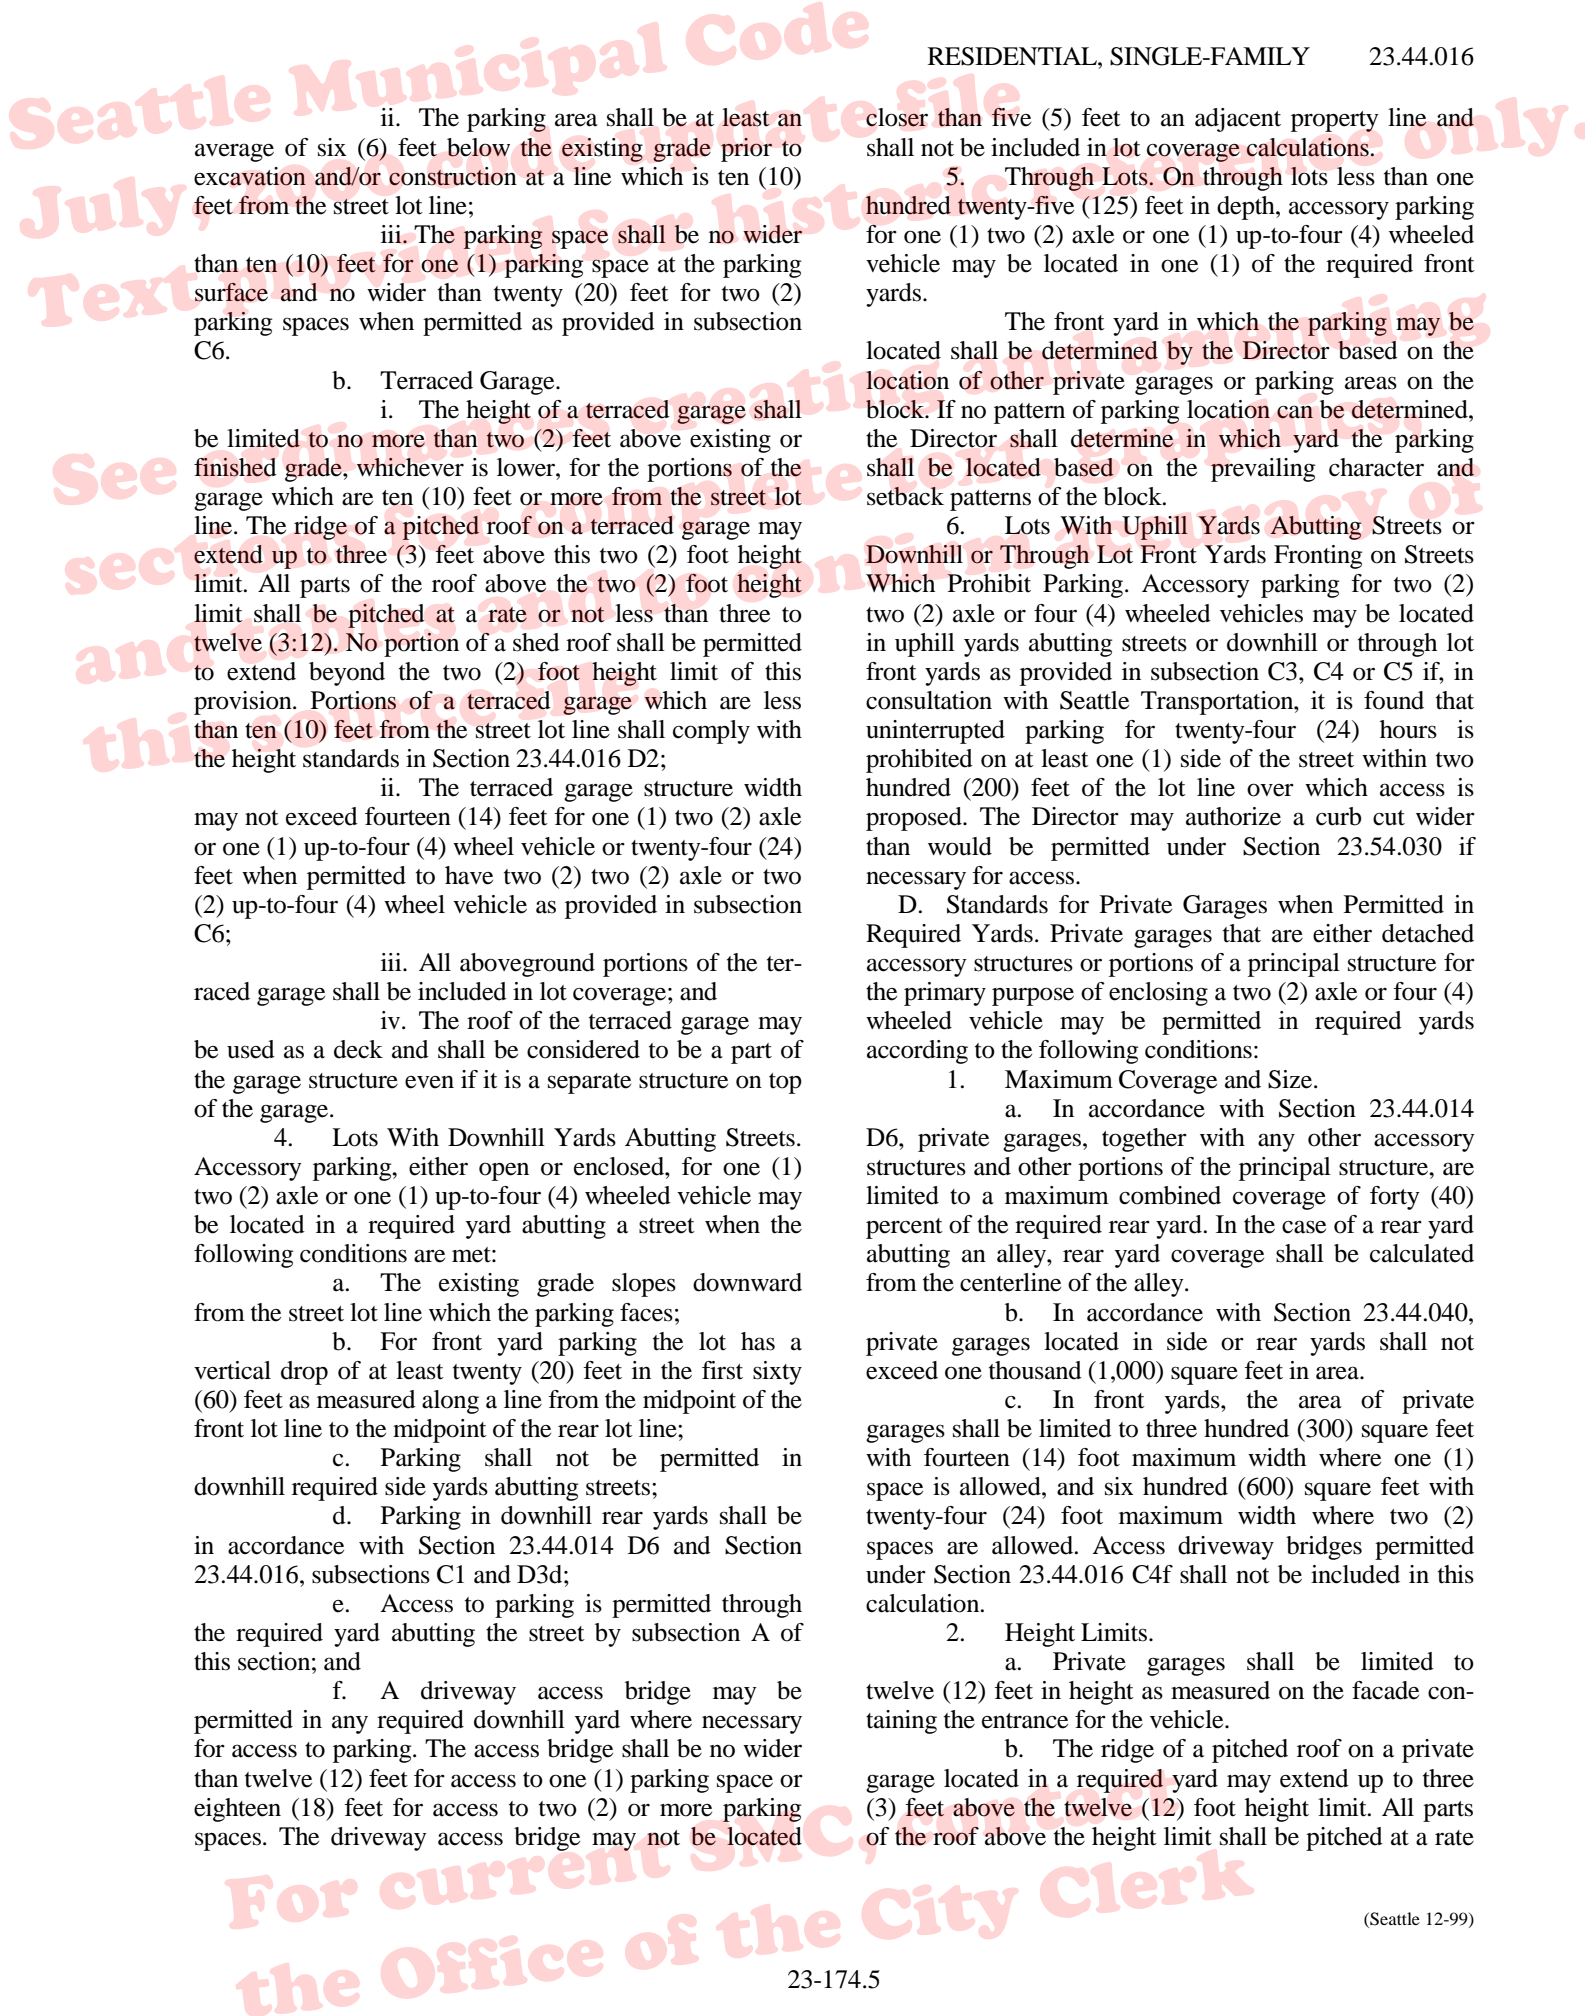 RESIDENTIAL, SINGLE-FAMILY 23.44.016
ii. The parking area shall be at least an
average of six (6) feet below the existing grade prior to
excavation and/or construction at a line which is ten (10)
feet from the street lot line;
iii. The parking space shall be no wider
than ten (10) feet for one (1) parking space at the parking
surface and no wider than twenty (20) feet for two (2)
parking spaces when permitted as provided in subsection
C6.
b. Terraced Garage.
i. The height of a terraced garage shall
be limited to no more than two (2) feet above existing or
finished grade, whichever is lower, for the portions of the
garage which are ten (10) feet or more from the street lot
line. The ridge of a pitched roof on a terraced garage may
extend up to three (3) feet above this two (2) foot height
limit. All parts of the roof above the two (2) foot height
limit shall be pitched at a rate or not less than three to
twelve (3:12). No portion of a shed roof shall be permitted
to extend beyond the two (2) foot height limit of this
provision. Portions of a terraced garage which are less
than ten (10) feet from the street lot line shall comply with
the height standards in Section 23.44.016 D2;
ii. The terraced garage structure width
may not exceed fourteen (14) feet for one (1) two (2) axle
or one (1) up-to-four (4) wheel vehicle or twenty-four (24)
feet when permitted to have two (2) two (2) axle or two
(2) up-to-four (4) wheel vehicle as provided in subsection
C6;
iii. All aboveground portions of the ter-
raced garage shall be included in lot coverage; and
iv. The roof of the terraced garage may
be used as a deck and shall be considered to be a part of
the garage structure even if it is a separate structure on top
of the garage.
4. Lots With Downhill Yards Abutting Streets.
Accessory parking, either open or enclosed, for one (1)
two (2) axle or one (1) up-to-four (4) wheeled vehicle may
be located in a required yard abutting a street when the
following conditions are met:
a. The existing grade slopes downward
from the street lot line which the parking faces;
b. For front yard parking the lot has a
vertical drop of at least twenty (20) feet in the first sixty
(60) feet as measured along a line from the midpoint of the
front lot line to the midpoint of the rear lot line;
c. Parking shall not be permitted in
downhill required side yards abutting streets;
d. Parking in downhill rear yards shall be
in accordance with Section 23.44.014 D6 and Section
23.44.016, subsections C1 and D3d;
e. Access to parking is permitted through
the required yard abutting the street by subsection A of
this section; and
f. A driveway access bridge may be
permitted in any required downhill yard where necessary
for access to parking. The access bridge shall be no wider
than twelve (12) feet for access to one (1) parking space or
eighteen (18) feet for access to two (2) or more parking
spaces. The driveway access bridge may not be located
closer than five (5) feet to an adjacent property line and
shall not be included in lot coverage calculations.
5. Through Lots. On through lots less than one
hundred twenty-five (125) feet in depth, accessory parking
for one (1) two (2) axle or one (1) up-to-four (4) wheeled
vehicle may be located in one (1) of the required front
yards.
The front yard in which the parking may be
located shall be determined by the Director based on the
location of other private garages or parking areas on the
block. If no pattern of parking location can be determined,
the Director shall determine in which yard the parking
shall be located based on the prevailing character and
setback patterns of the block.
6. Lots With Uphill Yards Abutting Streets or
Downhill or Through Lot Front Yards Fronting on Streets
Which Prohibit Parking. Accessory parking for two (2)
two (2) axle or four (4) wheeled vehicles may be located
in uphill yards abutting streets or downhill or through lot
front yards as provided in subsection C3, C4 or C5 if, in
consultation with Seattle Transportation, it is found that
uninterrupted parking for twenty-four (24) hours is
prohibited on at least one (1) side of the street within two
hundred (200) feet of the lot line over which access is
proposed. The Director may authorize a curb cut wider
than would be permitted under Section 23.54.030 if
necessary for access.
D. Standards for Private Garages when Permitted in
Required Yards. Private garages that are either detached
accessory structures or portions of a principal structure for
the primary purpose of enclosing a two (2) axle or four (4)
wheeled vehicle may be permitted in required yards
according to the following conditions:
1. Maximum Coverage and Size.
a. In accordance with Section 23.44.014
D6, private garages, together with any other accessory
structures and other portions of the principal structure, are
limited to a maximum combined coverage of forty (40)
percent of the required rear yard. In the case of a rear yard
abutting an alley, rear yard coverage shall be calculated
from the centerline of the alley.
b. In accordance with Section 23.44.040,
private garages located in side or rear yards shall not
exceed one thousand (1,000) square feet in area.
c. In front yards, the area of private
garages shall be limited to three hundred (300) square feet
with fourteen (14) foot maximum width where one (1)
space is allowed, and six hundred (600) square feet with
twenty-four (24) foot maximum width where two (2)
spaces are allowed. Access driveway bridges permitted
under Section 23.44.016 C4f shall not be included in this
calculation.
2. Height Limits.
a. Private garages shall be limited to
twelve (12) feet in height as measured on the facade con-
taining the entrance for the vehicle.
b. The ridge of a pitched roof on a private
garage located in a required yard may extend up to three
(3) feet above the twelve (12) foot height limit. All parts
of the roof above the height limit shall be pitched at a rate
(Seattle 12-99)
23-174.5
Seattle Municipal Code
July, 2000 code update file
Text provided for historic reference only.
See ordinances creating and amending
sections for complete text, graphics,
and tables and to confirm accuracy of
this source file.
For current SMC, contact
the Office of the City Clerk